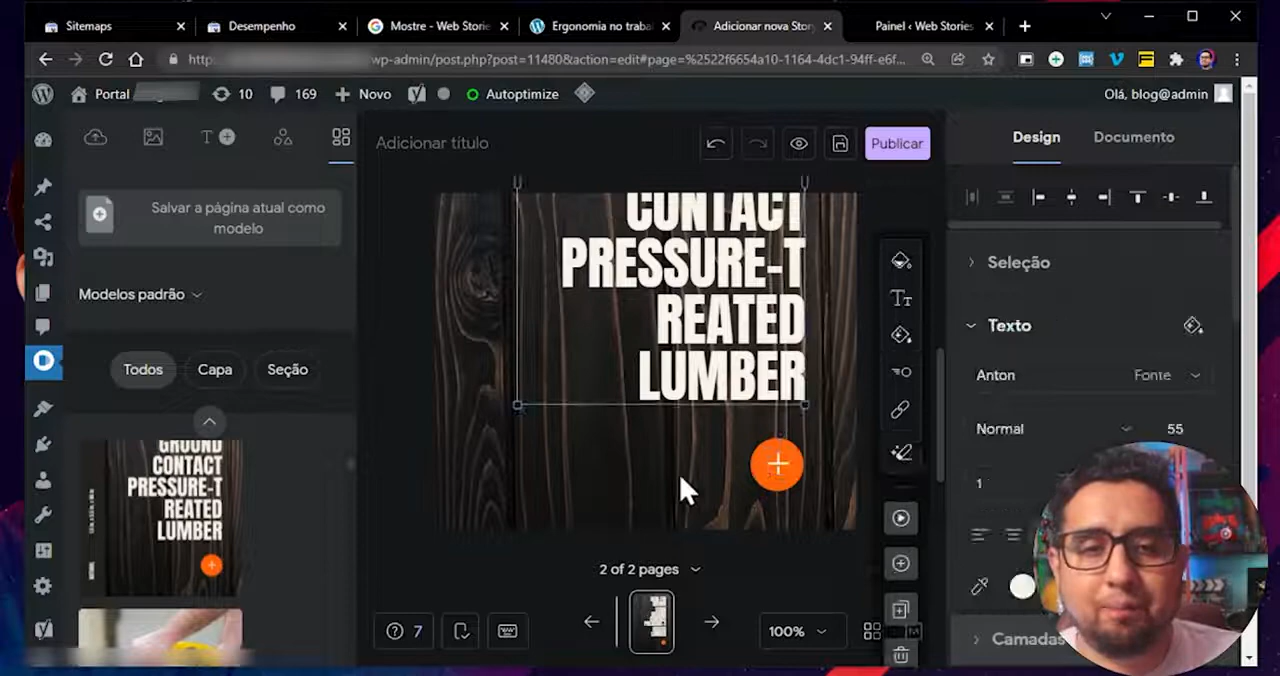 Sitemaps
Desempenho
Mostre - Web Storie
Ergonomia no traba
Adicionar nova Story
Painel ‹ Web Stories
http
wp-admin/post.php?post=11480&action=edit#page=%2522f6654a10-1164-4dc1-94ff-e6f...
Portal
10
169
Novo
Autoptimize
Olá, blog@admin
Adicionar título
Publicar
Design
Documento
Salvar a página atual como
modelo
Modelos padrão
Todos
Capa
Seção
GROUND
CONTACT
PRESSURE-T
REATED
LUMBER
CONTACT
PRESSURE-T
REATED
LUMBER
Seleção
Texto
Anton
Fonte
Normal
55
1
2 of 2 pages
7
100%
Camadas